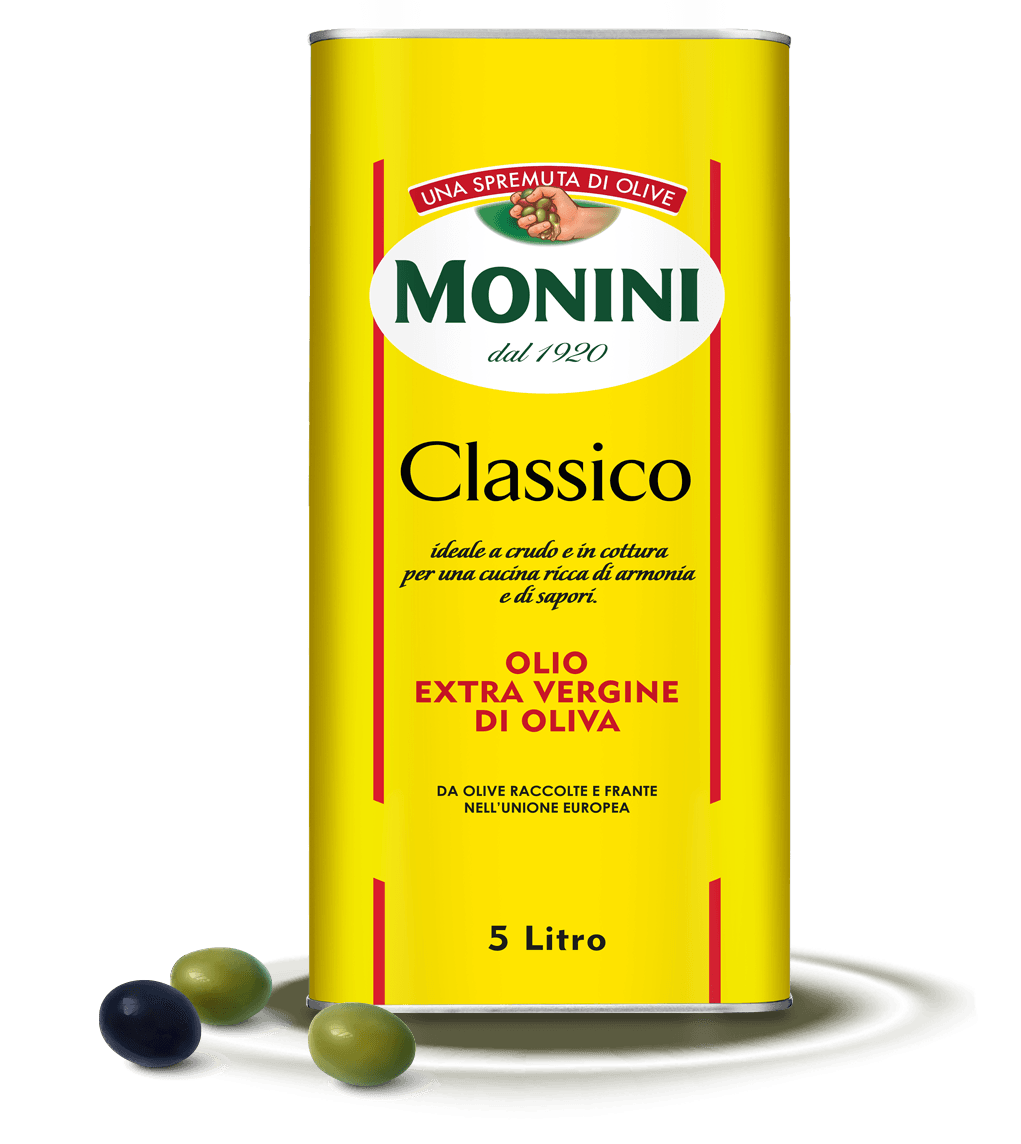 UNA SPREMUTA DI OLIVE
MONINI
dal 1920
Classico
ideale a crudo e in cottura
per una cucina ricca di armonia
e di sapori.
OLIO
EXTRA VERGINE
DI OLIVA
DA OLIVE RACCOLTE E FRANTE
NELL'UNIONE EUROPEA
5 Litro